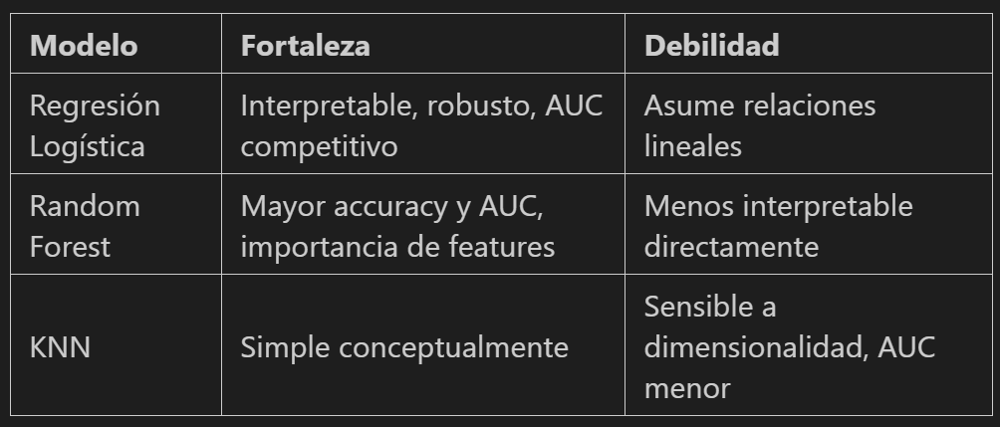 Modelo Fortaleza Debilidad
Regresión Logística Interpretable, robusto, AUC competitivo Asume relaciones lineales
Random Forest Mayor accuracy y AUC, importancia de features Menos interpretable directamente
KNN Simple conceptualmente Sensible a dimensionalidad, AUC menor